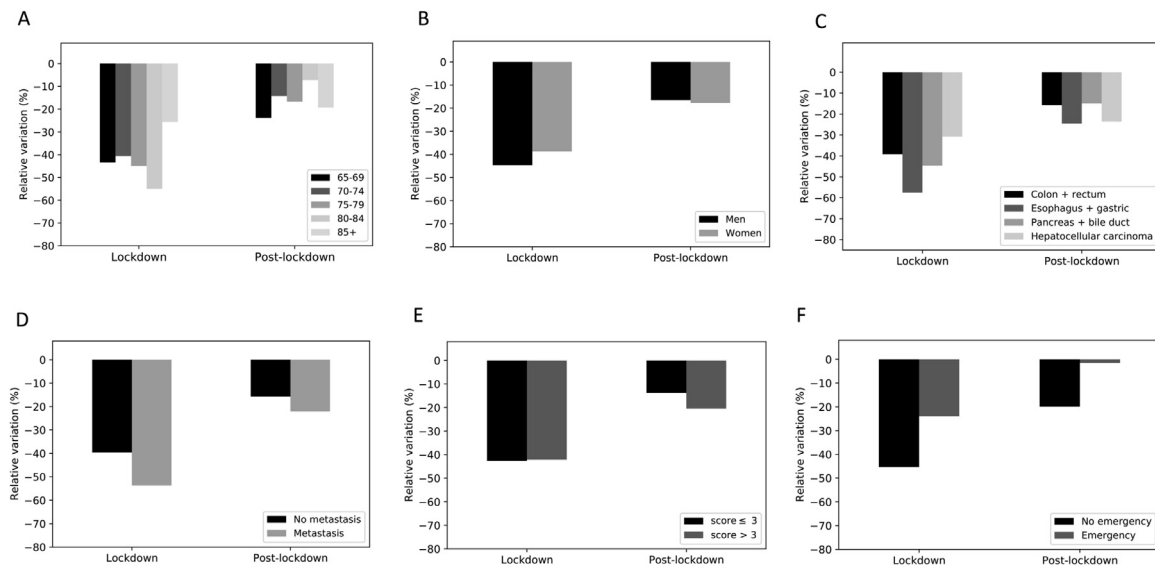 A
Relative variation (%)
0
−10
−20
−30
−40
−50
−60
−70
−80
65-69
70-74
75-79
80-84
85+
Lockdown
Post-lockdown
B
Relative variation (%)
0
−10
−20
−30
−40
−50
−60
−70
−80
Men
Women
Lockdown
Post-lockdown
C
Relative variation (%)
0
−10
−20
−30
−40
−50
−60
−70
−80
Colon + rectum
Esophagus + gastric
Pancreas + bile duct
Hepatocellular carcinoma
Lockdown
Post-lockdown
D
Relative variation (%)
0
−10
−20
−30
−40
−50
−60
−70
−80
No metastasis
Metastasis
Lockdown
Post-lockdown
E
Relative variation (%)
0
−10
−20
−30
−40
−50
−60
−70
−80
score ≤ 3
score > 3
Lockdown
Post-lockdown
F
Relative variation (%)
0
−10
−20
−30
−40
−50
−60
−70
−80
No emergency
Emergency
Lockdown
Post-lockdown